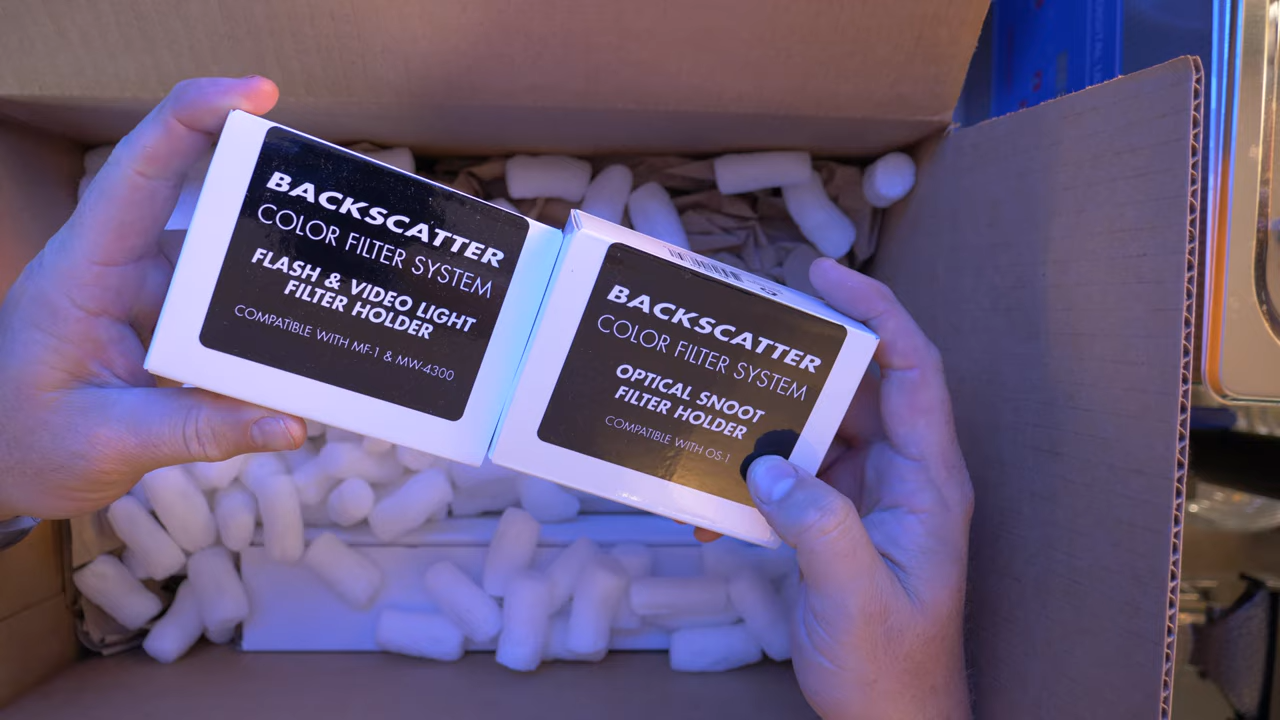 BACKSCATTER
COLOR FILTER SYSTEM
FLASH & VIDEO LIGHT
FILTER HOLDER
COMPATIBLE WITH MF-1 & MW-4300
BACKSCATTER
COLOR FILTER SYSTEM
OPTICAL SNOOT
FILTER HOLDER
COMPATIBLE WITH OS-1